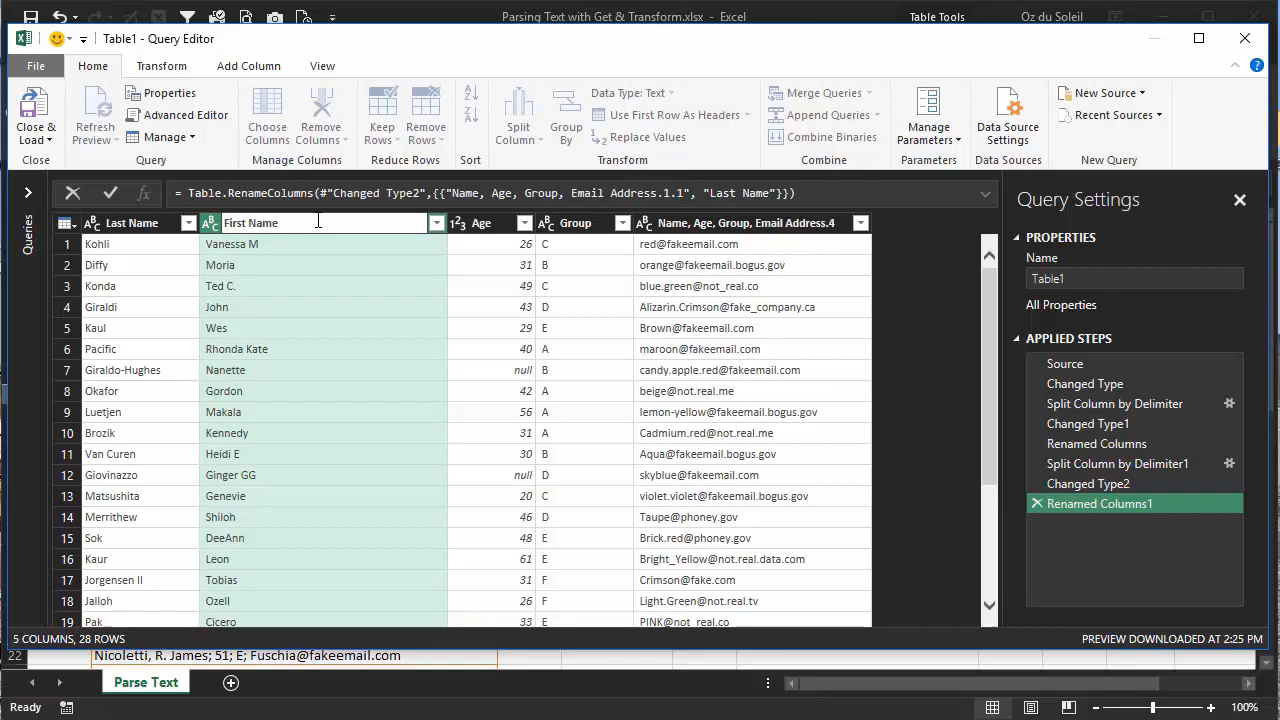 Parsing Text with Get & Transform.xlsx - Excel
Table Tools
Oz du Soleil
Table1 - Query Editor
File Home Transform Add Column View
Close & Load
Refresh Preview
Properties
Advanced Editor
Manage
Choose Columns
Remove Columns
Keep Rows
Remove Rows
Split Column
Group By
Data Type: Text
Use First Row As Headers
Replace Values
Merge Queries
Append Queries
Combine Binaries
Manage Parameters
Data Source Settings
New Source
Recent Sources
Close Query Manage Columns Reduce Rows Sort Transform Combine Parameters Data Sources New Query
= Table.RenameColumns(#"Changed Type2",{{"Name, Age, Group, Email Address.1.1", "Last Name"}})
Queries
Last Name First Name Age Group Name, Age, Group, Email Address.4
1 Kohli Vanessa M 26 C red@fakeemail.com
2 Diffy Moria 31 B orange@fakeemail.bogus.gov
3 Konda Ted C. 49 C blue.green@not_real.co
4 Giraldi John 43 D Alizarin.Crimson@fake_company.ca
5 Kaul Wes 29 E Brown@fakeemail.com
6 Pacific Rhonda Kate 40 A maroon@fakeemail.com
7 Giraldo-Hughes Nanette null B candy.apple.red@fakeemail.com
8 Okafor Gordon 42 A beige@not.real.me
9 Luetjen Makala 56 A lemon-yellow@fakeemail.bogus.gov
10 Brozik Kennedy 31 A Cadmium.red@not.real.me
11 Van Curen Heidi E 30 B Aqua@fakeemail.bogus.gov
12 Giovinazzo Ginger GG null D skyblue@fakeemail.com
13 Matsushita Genevie 20 C violet.violet@fakeemail.bogus.gov
14 Merrithew Shiloh 46 D Taupe@phoney.gov
15 Sok DeeAnn 48 E Brick.red@phoney.gov
16 Kaur Leon 61 E Bright_Yellow@not.real.data.com
17 Jorgensen II Tobias 31 F Crimson@fake.com
18 Jalloh Ozell 26 F Light.Green@not.real.tv
19 Pak Cicero 33 E PINK@not_real.co
Query Settings
PROPERTIES
Name
Table1
All Properties
APPLIED STEPS
Source
Changed Type
Split Column by Delimiter
Changed Type1
Renamed Columns
Split Column by Delimiter1
Changed Type2
Renamed Columns1
5 COLUMNS, 28 ROWS
PREVIEW DOWNLOADED AT 2:25 PM
22 Nicoletti, R. James; 51; E; Fuschia@fakeemail.com
Parse Text
Ready
100%